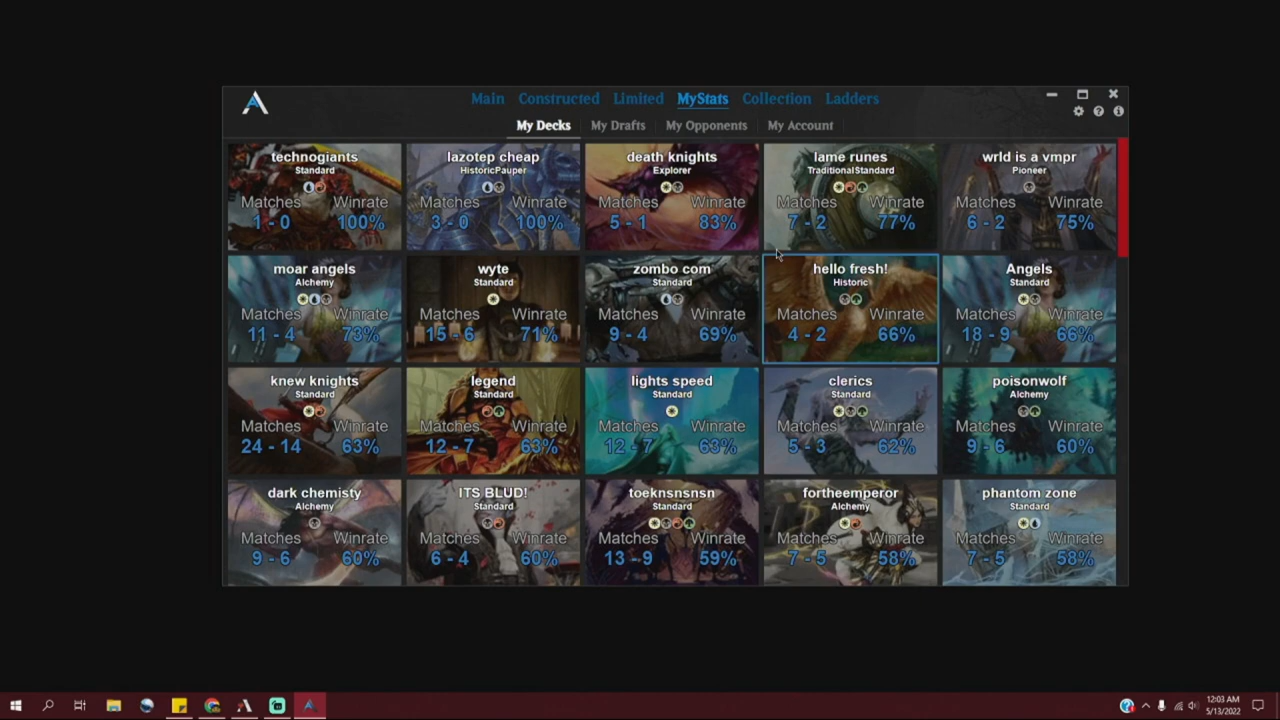 Main Constructed Limited MyStats Collection Ladders
My Decks My Drafts My Opponents My Account
technogiants
Standard
Matches Winrate
1 - 0 100%
lazotep cheap
HistoricPauper
Matches Winrate
3 - 0 100%
death knights
Explorer
Matches Winrate
5 - 1 83%
lame runes
TraditionalStandard
Matches Winrate
7 - 2 77%
wrld is a vmpr
Pioneer
Matches Winrate
6 - 2 75%
moar angels
Alchemy
Matches Winrate
11 - 4 73%
wyte
Standard
Matches Winrate
15 - 6 71%
zombo com
Standard
Matches Winrate
9 - 4 69%
hello fresh!
Historic
Matches Winrate
4 - 2 66%
Angels
Standard
Matches Winrate
18 - 9 66%
knew knights
Standard
Matches Winrate
24 - 14 63%
legend
Standard
Matches Winrate
12 - 7 63%
lights speed
Standard
Matches Winrate
12 - 7 63%
clerics
Standard
Matches Winrate
5 - 3 62%
poisonwolf
Alchemy
Matches Winrate
9 - 6 60%
dark chemisty
Alchemy
Matches Winrate
9 - 6 60%
ITS BLUD!
Standard
Matches Winrate
6 - 4 60%
toeknsnsnsn
Standard
Matches Winrate
13 - 9 59%
fortheemperor
Alchemy
Matches Winrate
7 - 5 58%
phantom zone
Standard
Matches Winrate
7 - 5 58%
12:03 AM
5/13/2022